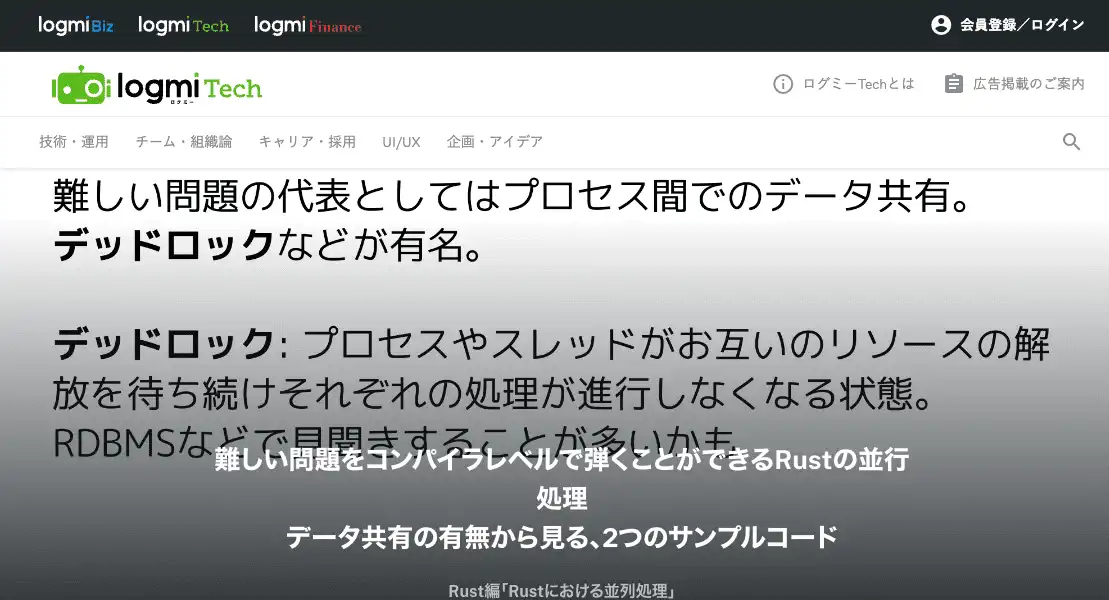 logmi Biz logmi Tech logmi Finance 会員登録／ログイン
logmi Tech ログミーTechとは 広告掲載のご案内
ログミー
技術・運用 チーム・組織論 キャリア・採用 UI/UX 企画・アイデア
難しい問題の代表としてはプロセス間でのデータ共有。
デッドロックなどが有名。
デッドロック: プロセスやスレッドがお互いのリソースの解
放を待ち続けそれぞれの処理が進行しなくなる状態。
RDBMSなどで見聞きすることが多いかも
難しい問題をコンパイラレベルで弾くことができるRustの並行
処理
データ共有の有無から見る、2つのサンプルコード
Rust編「Rustにおける並列処理」